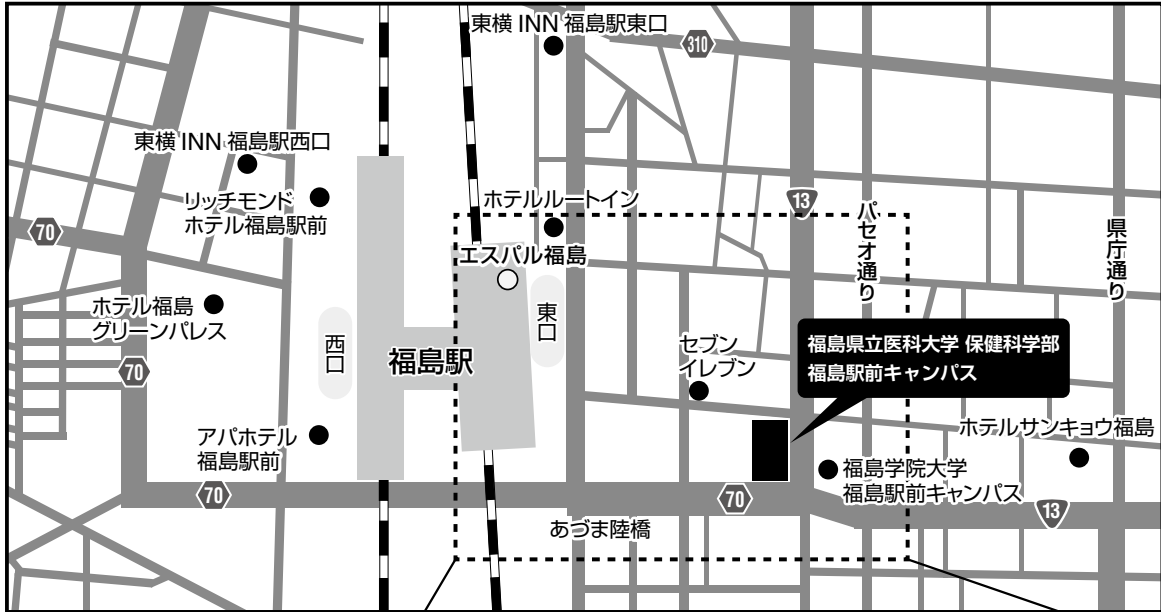 東横 INN 福島駅東口
310
東横 INN 福島駅西口
リッチモンド
ホテル福島駅前
ホテルルートイン
13
パセオ通り
県庁通り
70
エスパル福島
ホテル福島
グリーンパレス
西口
福島駅
東口
セブン
イレブン
福島県立医科大学 保健科学部
福島駅前キャンパス
70
アパホテル
福島駅前
ホテルサンキョウ福島
福島学院大学
福島駅前キャンパス
70
70
13
あづま陸橋